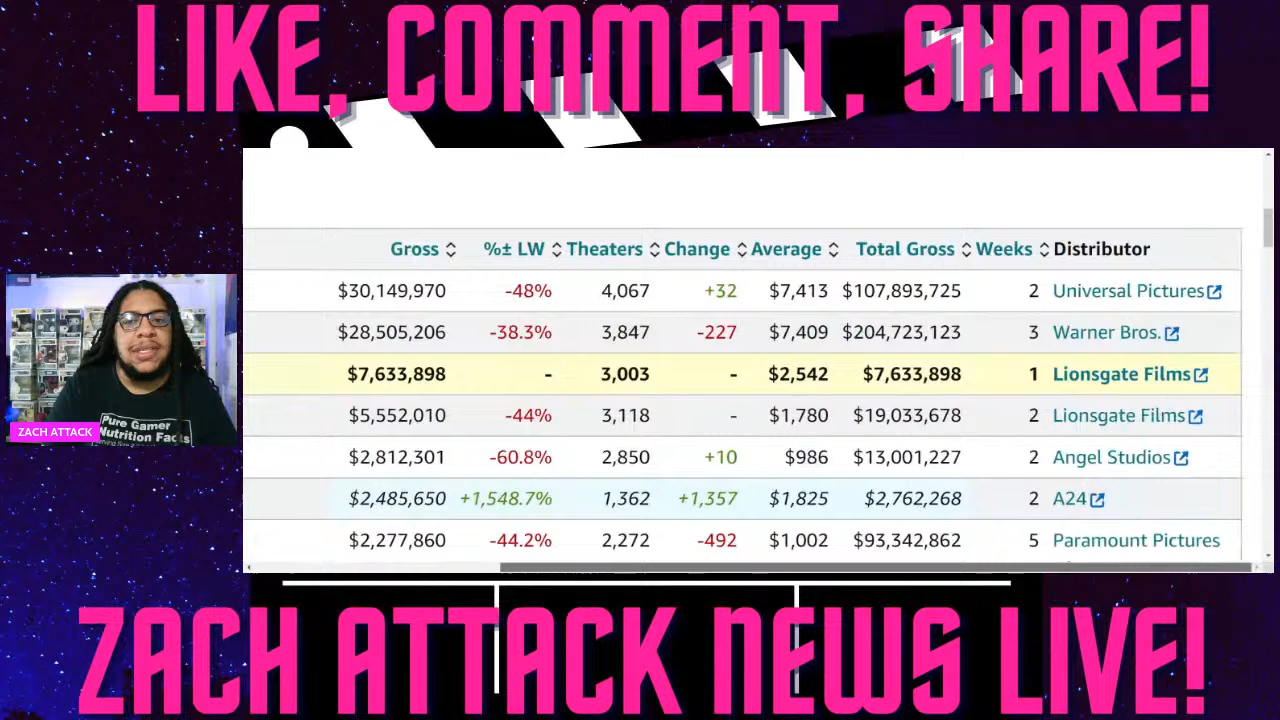 LIKE, COMMENT, SHARE!
Gross %± LW Theaters Change Average Total Gross Weeks Distributor
$30,149,970 -48% 4,067 +32 $7,413 $107,893,725 2 Universal Pictures
$28,505,206 -38.3% 3,847 -227 $7,409 $204,723,123 3 Warner Bros.
$7,633,898 - 3,003 - $2,542 $7,633,898 1 Lionsgate Films
$5,552,010 -44% 3,118 - $1,780 $19,033,678 2 Lionsgate Films
$2,812,301 -60.8% 2,850 +10 $986 $13,001,227 2 Angel Studios
$2,485,650 +1,548.7% 1,362 +1,357 $1,825 $2,762,268 2 A24
$2,277,860 -44.2% 2,272 -492 $1,002 $93,342,862 5 Paramount Pictures
Pure Gamer
Nutrition Facts
ZACH ATTACK
ZACH ATTACK NEWS LIVE!